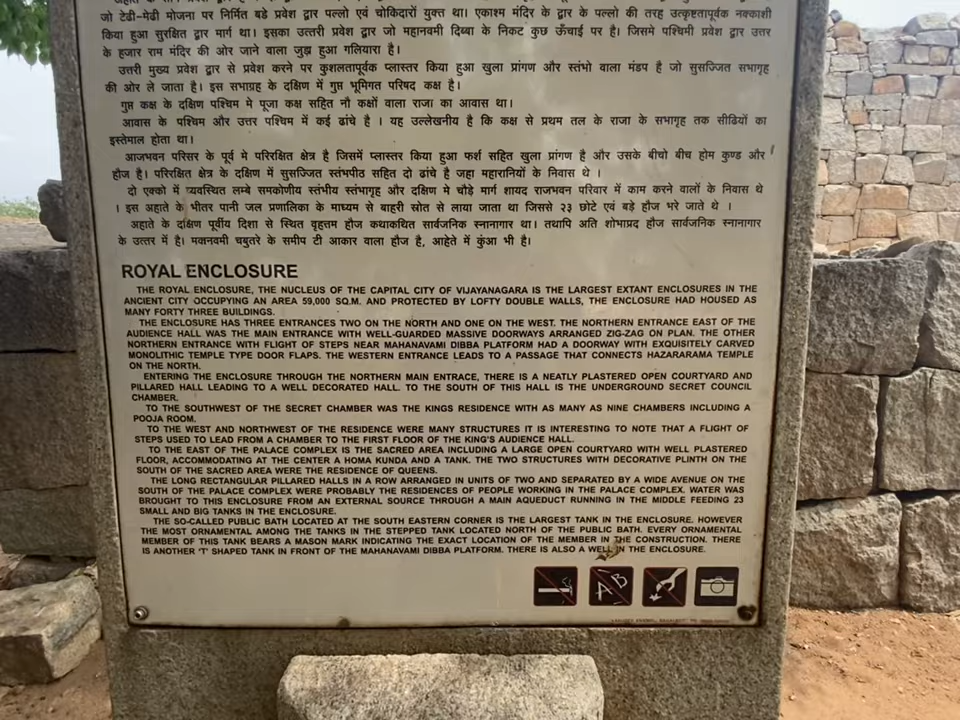 जो टेढी-मेढी मोजना पर निर्मित बडे प्रवेश द्वार पल्लो एवं चोकिदारों युक्त था। एकाश्म मंदिर के द्वार के पल्लो की तरह उत्कृष्टतापूर्वक नक्काशी
किया हुआ सुरक्षित द्वार मार्ग था। इसका उत्तरी प्रवेश द्वार जो महानवमी दिब्बा के निकट कुछ ऊँचाई पर है। जिसमे पश्चिमी प्रवेश द्वार उत्तर
के हजार राम मंदिर की ओर जाने वाला जुड़ा हुआ गलियारा है।
उत्तरी मुख्य प्रवेश द्वार से प्रवेश करने पर कुशलतापूर्वक प्लास्तर किया हुआ खुला प्रांगण और स्तंभो वाला मंडप है जो सुसज्जित सभागृह
की ओर ले जाता है। इस सभाग्रह के दक्षिण में गुप्त भूमिगत परिषद कक्ष है।
गुप्त कक्ष के दक्षिण पश्चिम मे पूजा कक्ष सहित नौ कक्षों वाला राजा का आवास था।
आवास के पश्चिम और उत्तर पश्चिम में कई ढांचे है । यह उल्लेखनीय है कि कक्ष से प्रथम तल के राजा के सभागृह तक सीढियों का
इस्तेमाल होता था।
आजभवन परिसर के पूर्व मे परिरक्षित क्षेत्र है जिसमें प्लास्तर किया हुआ फर्श सहित खुला प्रांगण है और उसके बीचो बीच होम कुण्ड और
हौज है। परिरक्षित क्षेत्र के दक्षिण में सुसज्जित स्तंभपीठ सहित दो ढांचे है जहा महारानियों के निवास थे ।
दो एक्को में व्यवस्थित लम्बे समकोणीय स्तंभीय स्तंभागृह और दक्षिण मे चौड़े मार्ग शायद राजभवन परिवार में काम करने वालों के निवास थे
। इस अहाते के भीतर पानी जल प्रणालिका के माध्यम से बाहरी स्रोत से लाया जाता था जिससे २३ छोटे एवं बड़े हौज भरे जाते थे ।
अहाते के दक्षिण पूर्वीय दिशा से स्थित वृहत्तम हौज कथाकथित सार्वजनिक स्नानागार था। तथापि अति शोभाप्रद हौज सार्वजनिक स्नानागार
के उत्तर में है। मकानवमी चबुतरे के समीप टी आकार वाला हौज है, आहेते में कुंआ भी है।
ROYAL ENCLOSURE
THE ROYAL ENCLOSURE, THE NUCLEUS OF THE CAPITAL CITY OF VIJAYANAGARA IS THE LARGEST EXTANT ENCLOSURES IN THE
ANCIENT CITY OCCUPYING AN AREA 59,000 SQ.M. AND PROTECTED BY LOFTY DOUBLE WALLS, THE ENCLOSURE HAD HOUSED AS
MANY FORTY THREE BUILDINGS.
THE ENCLOSURE HAS THREE ENTRANCES TWO ON THE NORTH AND ONE ON THE WEST. THE NORTHERN ENTRANCE EAST OF THE
AUDIENCE HALL WAS THE MAIN ENTRANCE WITH WELL-GUARDED MASSIVE DOORWAYS ARRANGED ZIG-ZAG ON PLAN. THE OTHER
NORTHERN ENTRANCE WITH FLIGHT OF STEPS NEAR MAHANAVAMI DIBBA PLATFORM HAD A DOORWAY WITH EXQUISITELY CARVED
MONOLITHIC TEMPLE TYPE DOOR FLAPS. THE WESTERN ENTRANCE LEADS TO A PASSAGE THAT CONNECTS HAZARARAMA TEMPLE
ON THE NORTH.
ENTERING THE ENCLOSURE THROUGH THE NORTHERN MAIN ENTRACE, THERE IS A NEATLY PLASTERED OPEN COURTYARD AND
PILLARED HALL LEADING TO A WELL DECORATED HALL. TO THE SOUTH OF THIS HALL IS THE UNDERGROUND SECRET COUNCIL
CHAMBER.
TO THE SOUTHWEST OF THE SECRET CHAMBER WAS THE KINGS RESIDENCE WITH AS MANY AS NINE CHAMBERS INCLUDING A
POOJA ROOM.
TO THE WEST AND NORTHWEST OF THE RESIDENCE WERE MANY STRUCTURES IT IS INTERESTING TO NOTE THAT A FLIGHT OF
STEPS USED TO LEAD FROM A CHAMBER TO THE FIRST FLOOR OF THE KING'S AUDIENCE HALL.
TO THE EAST OF THE PALACE COMPLEX IS THE SACRED AREA INCLUDING A LARGE OPEN COURTYARD WITH WELL PLASTERED
FLOOR, ACCOMMODATING AT THE CENTER A HOMA KUNDA AND A TANK. THE TWO STRUCTURES WITH DECORATIVE PLINTH ON THE
SOUTH OF THE SACRED AREA WERE THE RESIDENCE OF QUEENS.
THE LONG RECTANGULAR PILLARED HALLS IN A ROW ARRANGED IN UNITS OF TWO AND SEPARATED BY A WIDE AVENUE ON THE
SOUTH OF THE PALACE COMPLEX WERE PROBABLY THE RESIDENCES OF PEOPLE WORKING IN THE PALACE COMPLEX. WATER WAS
BROUGHT TO THIS ENCLOSURE FROM AN EXTERNAL SOURCE THROUGH A MAIN AQUEDUCT RUNNING IN THE MIDDLE FEEDING 23
SMALL AND BIG TANKS IN THE ENCLOSURE.
THE SO-CALLED PUBLIC BATH LOCATED AT THE SOUTH EASTERN CORNER IS THE LARGEST TANK IN THE ENCLOSURE. HOWEVER
THE MOST ORNAMENTAL AMONG THE TANKS IN THE STEPPED TANK LOCATED NORTH OF THE PUBLIC BATH. EVERY ORNAMENTAL
MEMBER OF THIS TANK BEARS A MASON MARK INDICATING THE EXACT LOCATION OF THE MEMBER IN THE CONSTRUCTION. THERE
IS ANOTHER 'T' SHAPED TANK IN FRONT OF THE MAHANAVAMI DIBBA PLATFORM. THERE IS ALSO A WELL IN THE ENCLOSURE.
AB